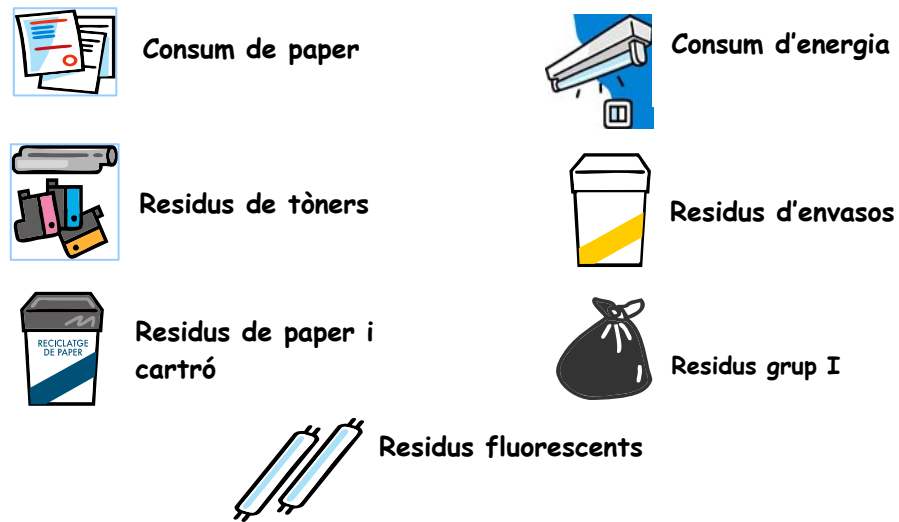 Consum de paper
Consum d'energia
Residus de tòners
Residus d'envasos
RECICLATGE
DE PAPER
Residus de paper i
cartró
Residus grup I
Residus fluorescents